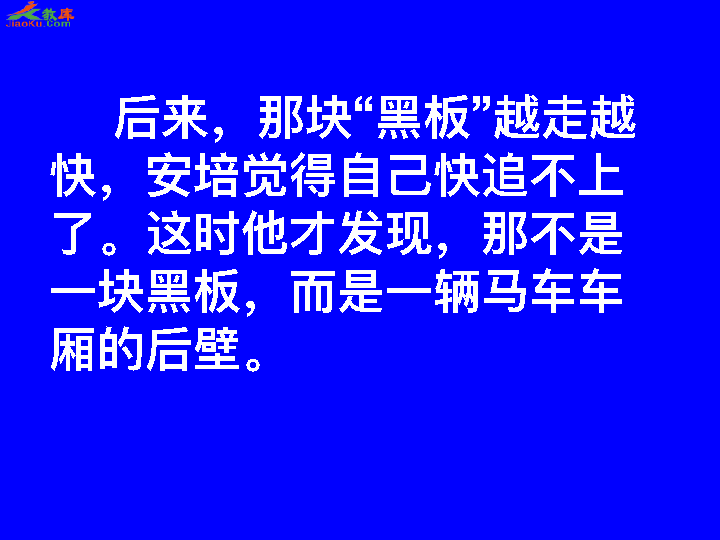 教库
JiaoKu.Com
后来，那块“黑板”越走越
快，安培觉得自己快追不上
了。这时他才发现，那不是
一块黑板，而是一辆马车车
厢的后壁。